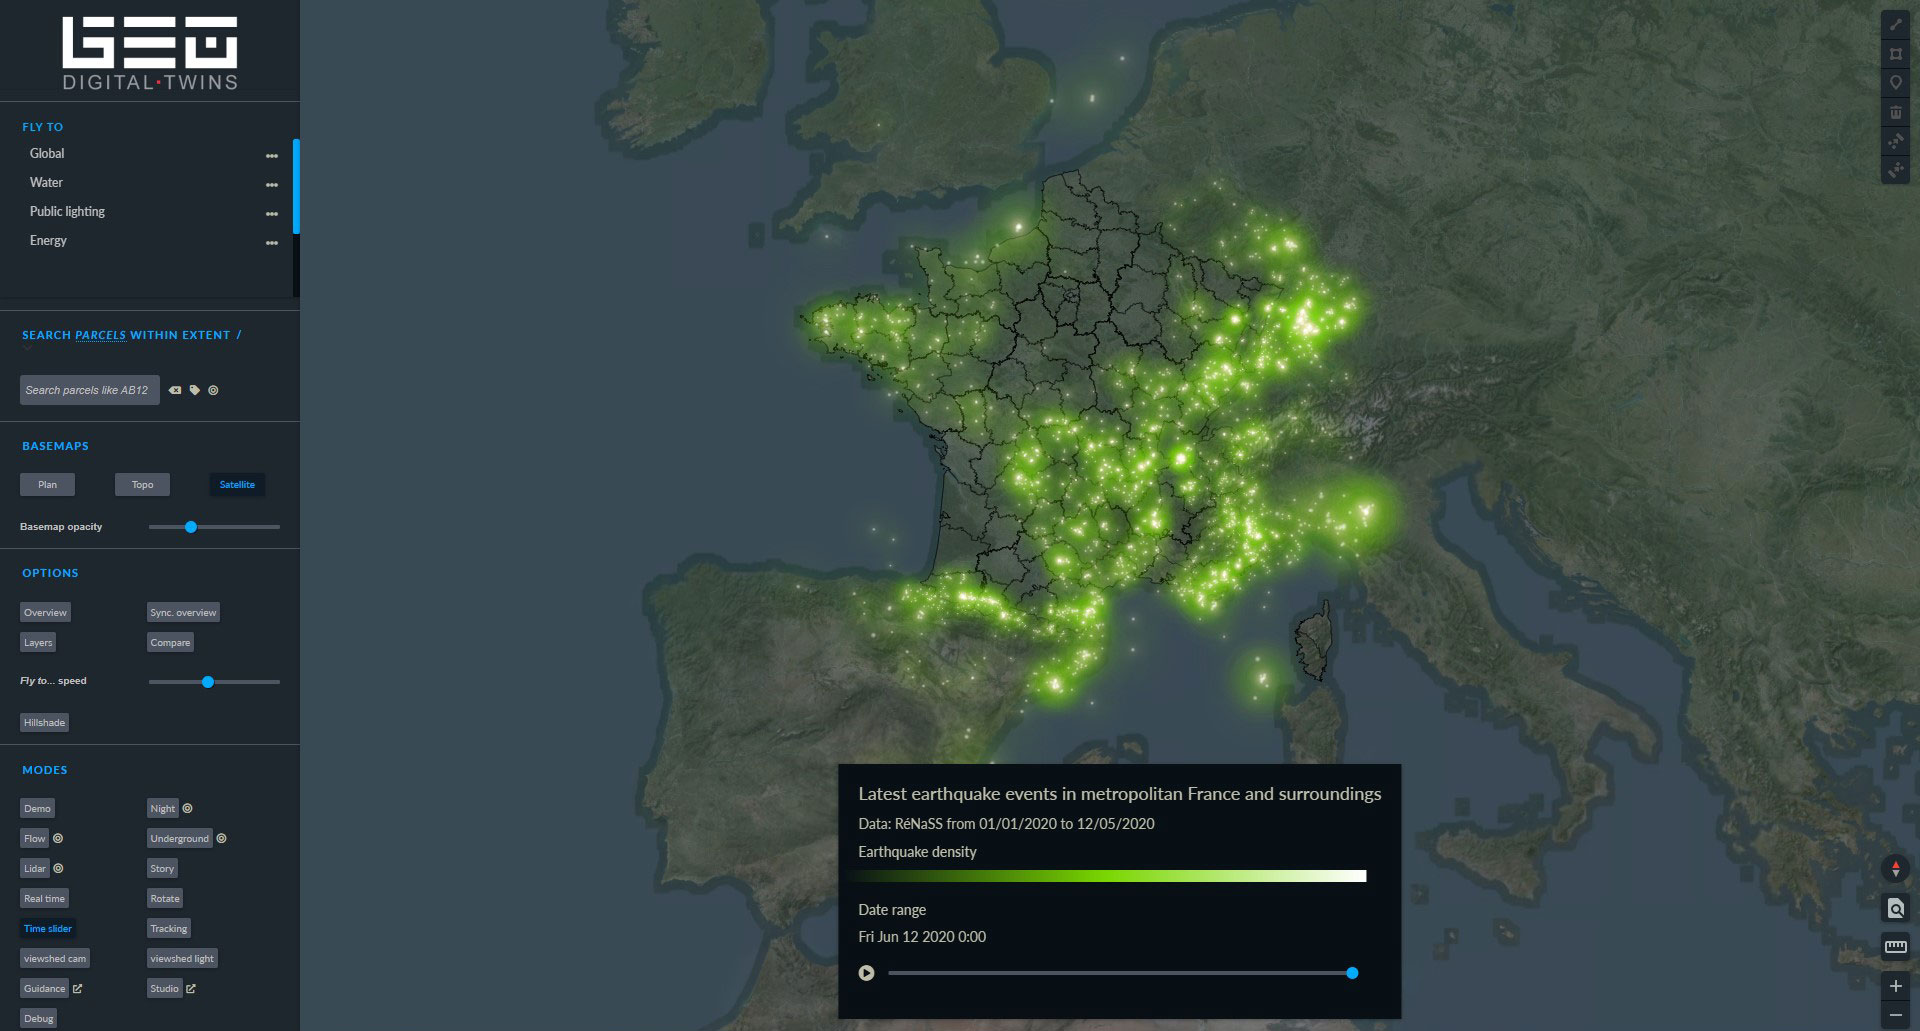 GEO
DIGITAL·TWINS
FLY TO
Global
Water
Public lighting
Energy
SEARCH PARCELS WITHIN EXTENT /
Search parcels like AB12
BASEMAPS
Plan Topo Satellite
Basemap opacity
OPTIONS
Overview Sync. overview
Layers Compare
Fly to... speed
Hillshade
MODES
Demo Night
Flow Underground
Lidar Story
Real time Rotate
Time slider Tracking
viewshed cam viewshed light
Guidance Studio
Debug
Latest earthquake events in metropolitan France and surroundings
Data: RéNaSS from 01/01/2020 to 12/05/2020
Earthquake density
Date range
Fri Jun 12 2020 0:00